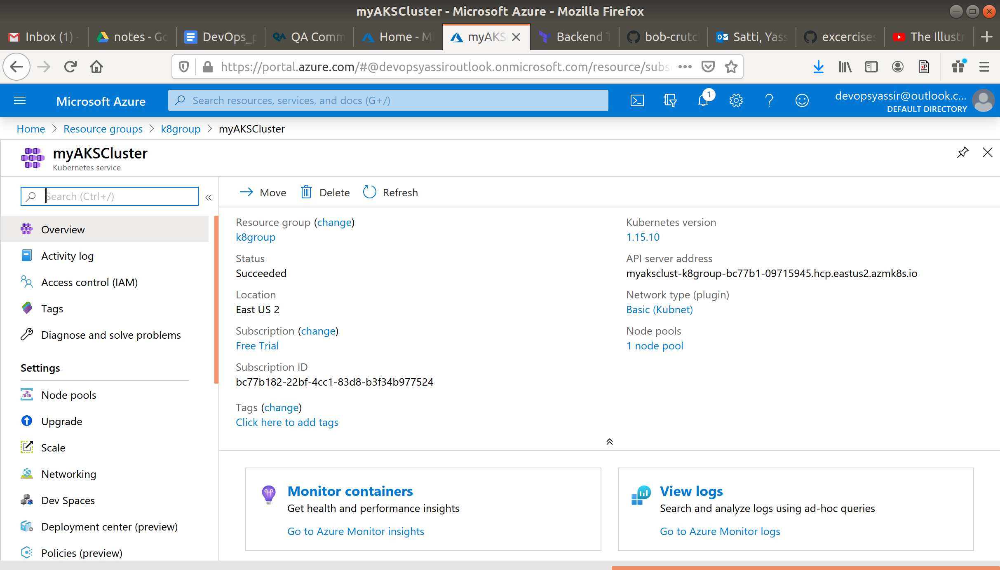 myAKSCluster - Microsoft Azure - Mozilla Firefox
Inbox (1) -
notes - Go
DevOps_p
QA Comm
Home - Mi
myAKS
Backend T
bob-crutc
Satti, Yass
excercises
The Illustr
https://portal.azure.com/#@devopsyassiroutlook.onmicrosoft.com/resource/subs
Microsoft Azure
Search resources, services, and docs (G+/)
1
devopsyassir@outlook.c...
DEFAULT DIRECTORY
Home > Resource groups > k8group > myAKSCluster
myAKSCluster
Kubernetes service
Search (Ctrl+/)
Overview
Activity log
Access control (IAM)
Tags
Diagnose and solve problems
Settings
Node pools
Upgrade
Scale
Networking
Dev Spaces
Deployment center (preview)
Policies (preview)
Move
Delete
Refresh
Resource group (change)
k8group
Status
Succeeded
Location
East US 2
Subscription (change)
Free Trial
Subscription ID
bc77b182-22bf-4cc1-83d8-b3f34b977524
Tags (change)
Click here to add tags
Kubernetes version
1.15.10
API server address
myaksclust-k8group-bc77b1-09715945.hcp.eastus2.azmk8s.io
Network type (plugin)
Basic (Kubnet)
Node pools
1 node pool
Monitor containers
Get health and performance insights
Go to Azure Monitor insights
View logs
Search and analyze logs using ad-hoc queries
Go to Azure Monitor logs